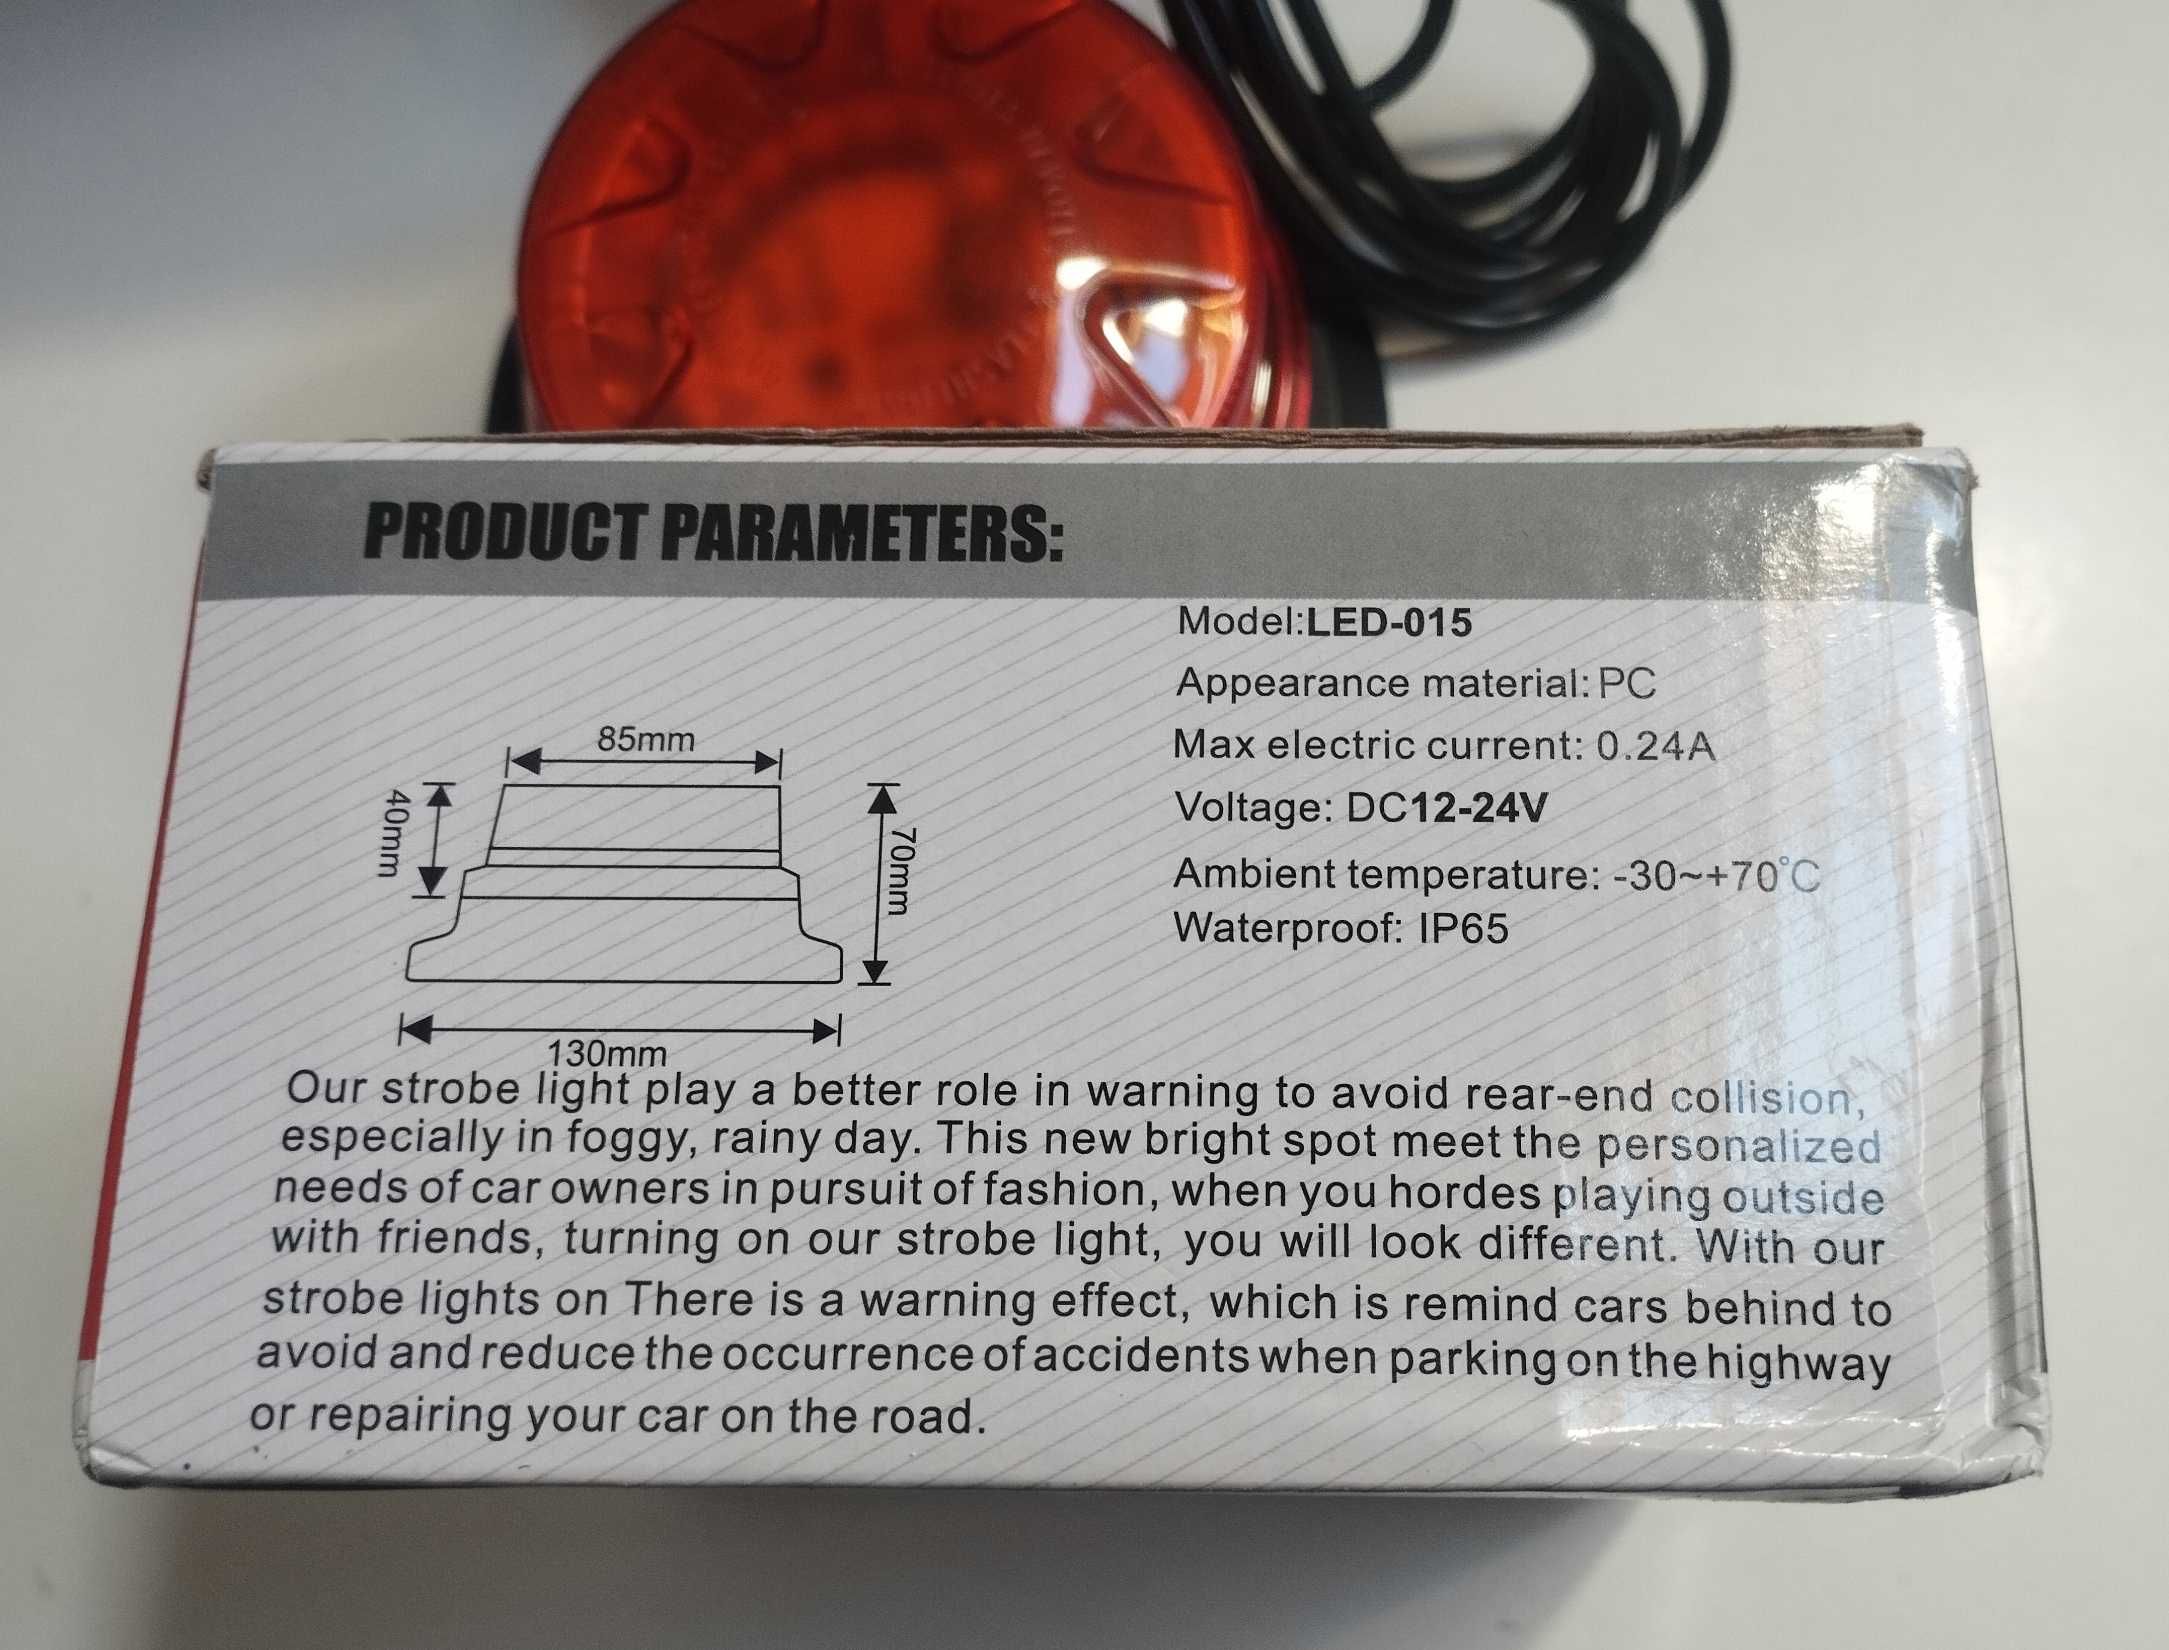 PRODUCT PARAMETERS:
Model:LED-015
Appearance material: PC
Max electric current: 0.24A
Voltage: DC12-24V
Ambient temperature: -30~+70℃
Waterproof: IP65
85mm
40mm
70mm
130mm
Our strobe light play a better role in warning to avoid rear-end collision,
especially in foggy, rainy day. This new bright spot meet the personalized
needs of car owners in pursuit of fashion, when you hordes playing outside
with friends, turning on our strobe light, you will look different. With our
strobe lights on There is a warning effect, which is remind cars behind to
avoid and reduce the occurrence of accidents when parking on the highway
or repairing your car on the road.